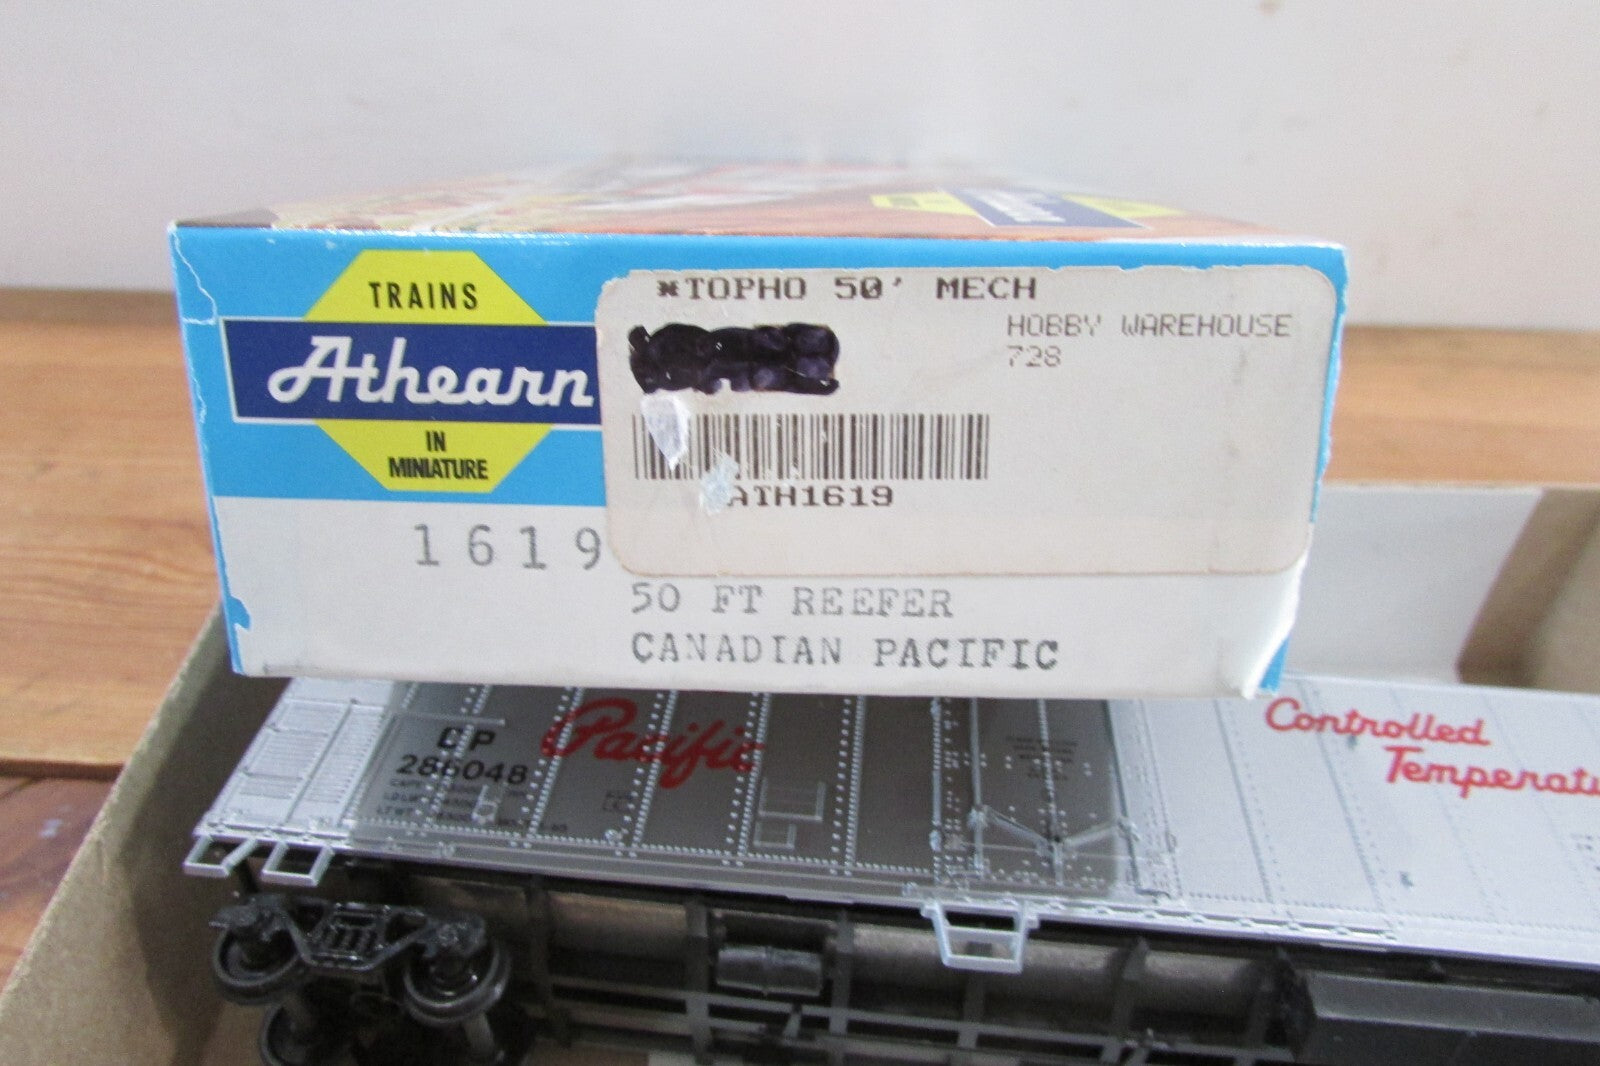 TRAINS
Athearn
IN
MINIATURE
*TOPHO 50' MECH
HOBBY WAREHOUSE
728
ATH1619
1619
50 FT REEFER
CANADIAN PACIFIC
CP
286048
Pacific
Controlled